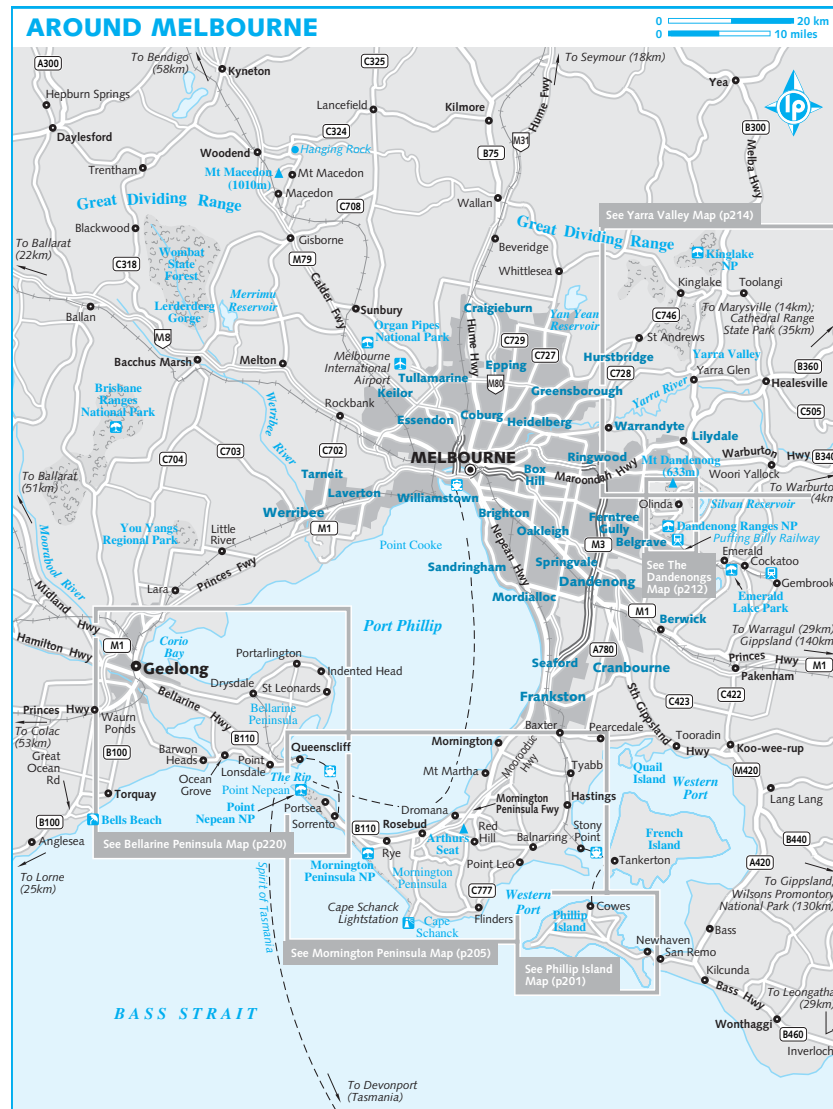 AROUND MELBOURNE
0 20 km
0 10 miles
To Bendigo
(58km)
C325
To Seymour (18km)
A300
Kyneton
Yea
Hepburn Springs
Lancefield
Kilmore
Hume Fwy
lp
Daylesford
C324
M31
B300
Woodend
Hanging Rock
B75
Melba Hwy
Trentham
Mt Macedon
(1010m)
Mt Macedon
Macedon
Great Dividing Range
C708
Wallan
See Yarra Valley Map (p214)
Blackwood
Great Dividing Range
To Ballarat
(22km)
Gisborne
Beveridge
Wombat
State
Forest
M79
Whittlesea
Kinglake
NP
C318
Calder Fwy
Kinglake
Toolangi
Lerderderg
Gorge
Merrimu
Reservoir
Yan Yean
Reservoir
Ballan
Sunbury
Craigieburn
To Marysville (14km);
Cathedral Range
State Park (35km)
C746
Organ Pipes
National Park
Hume Hwy
C729
St Andrews
M8
C727
Melbourne
International
Airport
Epping
Hurstbridge
Yarra Valley
Bacchus Marsh
Melton
B360
Tullamarine
M80
C728
Yarra Glen
Healesville
Brisbane
Ranges
National Park
Keilor
Greensborough
Yarra River
Werribee
River
Rockbank
Coburg
C505
Essendon
Heidelberg
Warrandyte
Lilydale
C704
C703
C702
MELBOURNE
Ringwood
Warburton Hwy
B340
Maroondah Hwy
Mt Dandenong
(633m)
Woori Yallock
To Ballarat
(51km)
Tarneit
Box
Hill
Laverton
Williamstown
To Warburton
(4km)
Werribee
Brighton
Olinda
Silvan Reservoir
M1
Nepean Hwy
Oakleigh
Ferntree
Gully
Dandenong Ranges NP
You Yangs
Regional Park
Little
River
Point Cooke
M3
Belgrave
Puffing Billy Railway
Moorabool River
Emerald
Cockatoo
Sandringham
Springvale
See The
Dandenongs
Map (p212)
Princes Fwy
Gembrook
Lara
Dandenong
Emerald
Lake Park
Midland Hwy
Mordialloc
M1
Berwick
Port Phillip
Hamilton Hwy
M1
Corio
Bay
To Warragul (29km)
Gippsland (140km)
A780
Portarlington
Geelong
Indented Head
Seaford
Cranbourne
Princes Hwy
M1
Pakenham
Drysdale
St Leonards
Frankston
Bellarine Hwy
Bellarine
Peninsula
Sth Gippsland
Hwy
C423
C422
Princes Hwy
Waurn
Ponds
B110
Baxter
Pearcedale
Tooradin
To Colac
(53km)
B100
Queenscliff
Mornington
Moorooduc
Hwy
Koo-wee-rup
Great
Ocean
Rd
Barwon
Heads
Point
Lonsdale
Tyabb
Quail
Island
Western
Port
M420
Ocean
Grove
The Rip
Mt Martha
Point Nepean
Hastings
Torquay
Portsea
Mornington
Peninsula Fwy
Lang Lang
Point
Nepean NP
Dromana
B100
Bells Beach
Sorrento
Rosebud
Red
Hill
Stony
Point
French
Island
B440
Anglesea
B110
Arthurs
Seat
Balnarring
See Bellarine Peninsula Map (p220)
Rye
Tankerton
A420
Mornington
Peninsula NP
Mornington
Peninsula
Point Leo
To Lorne
(25km)
Spirit of Tasmania
C777
Western
Port
To Gippsland,
Wilsons Promontory
National Park (130km)
Cape Schanck
Lightstation
Flinders
Cowes
Cape
Schanck
Phillip
Island
Bass
See Mornington Peninsula Map (p205)
Newhaven
San Remo
See Phillip Island
Map (p201)
Kilcunda
To Leongatha
(29km)
Bass Hwy
BASS STRAIT
Wonthaggi
B460
Inverloch
To Devonport
(Tasmania)